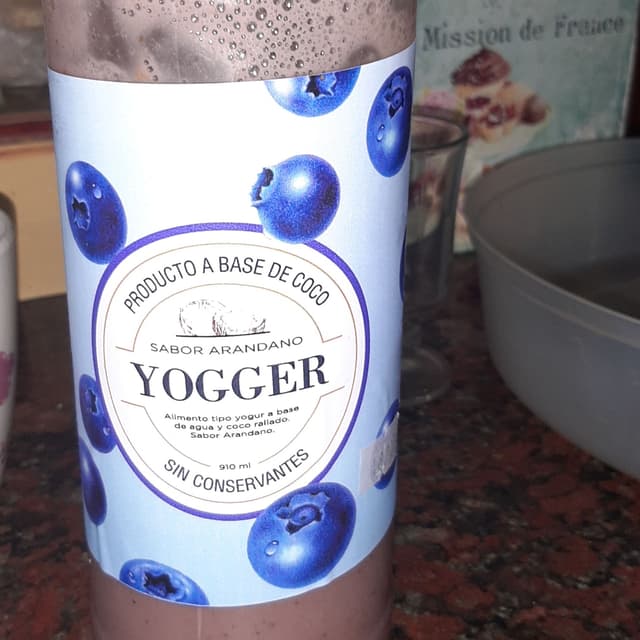 Mission de France
PRODUCTO A BASE DE COCO
SABOR ARANDANO
YOGGER
Alimento tipo yogur a base
de agua y coco rallado.
Sabor Arandano.
910 ml
SIN CONSERVANTES